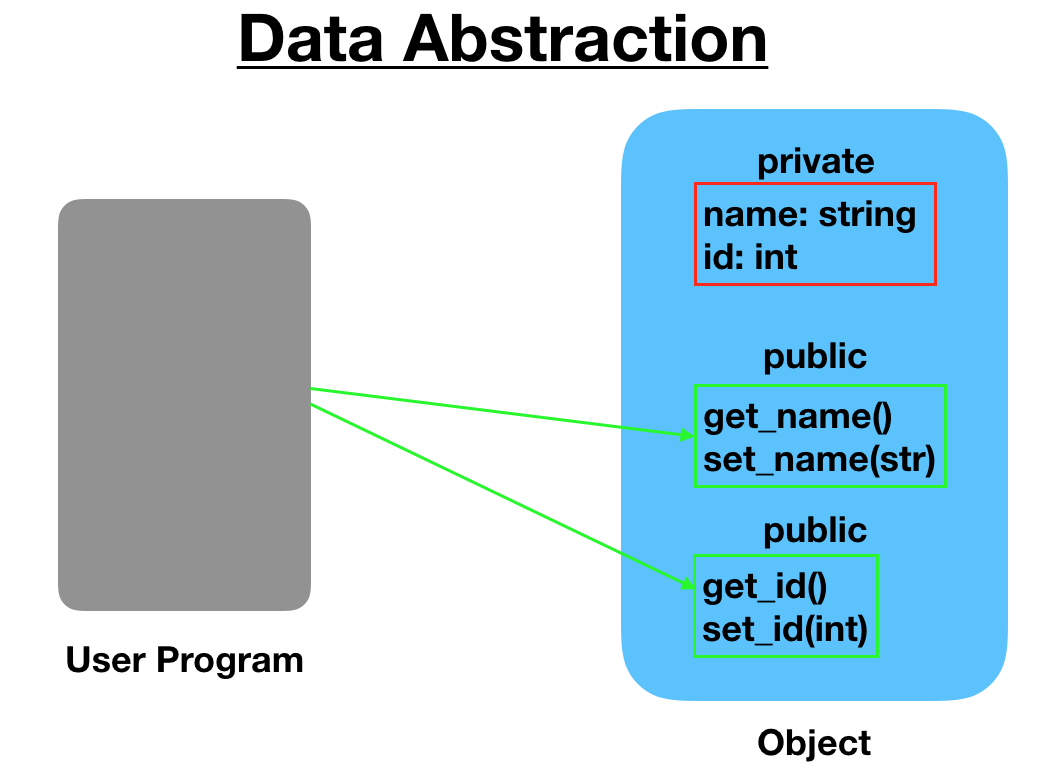 Data Abstraction
private
name: string
id: int
public
get_name()
set_name(str)
public
get_id()
set_id(int)
User Program
Object